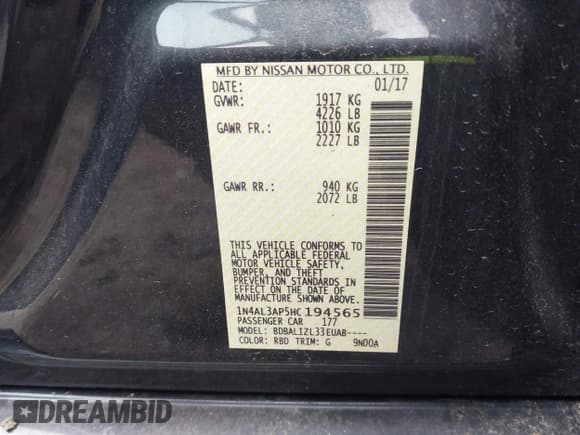 MFD BY NISSAN MOTOR CO., LTD.
DATE: 01/17
GVWR: 1917 KG
4226 LB
GAWR FR.: 1010 KG
2227 LB
GAWR RR.: 940 KG
2072 LB
THIS VEHICLE CONFORMS TO
ALL APPLICABLE FEDERAL
MOTOR VEHICLE SAFETY,
BUMPER, AND THEFT
PREVENTION STANDARDS
IN EFFECT ON THE DATE OF
MANUFACTURE SHOWN ABOVE.
1N4AL3AP5HC194565
PASSENGER CAR 177
MODEL: BDBALIZL33EUAB----
COLOR: RBD TRIM: G 9N00A
DREAMBID